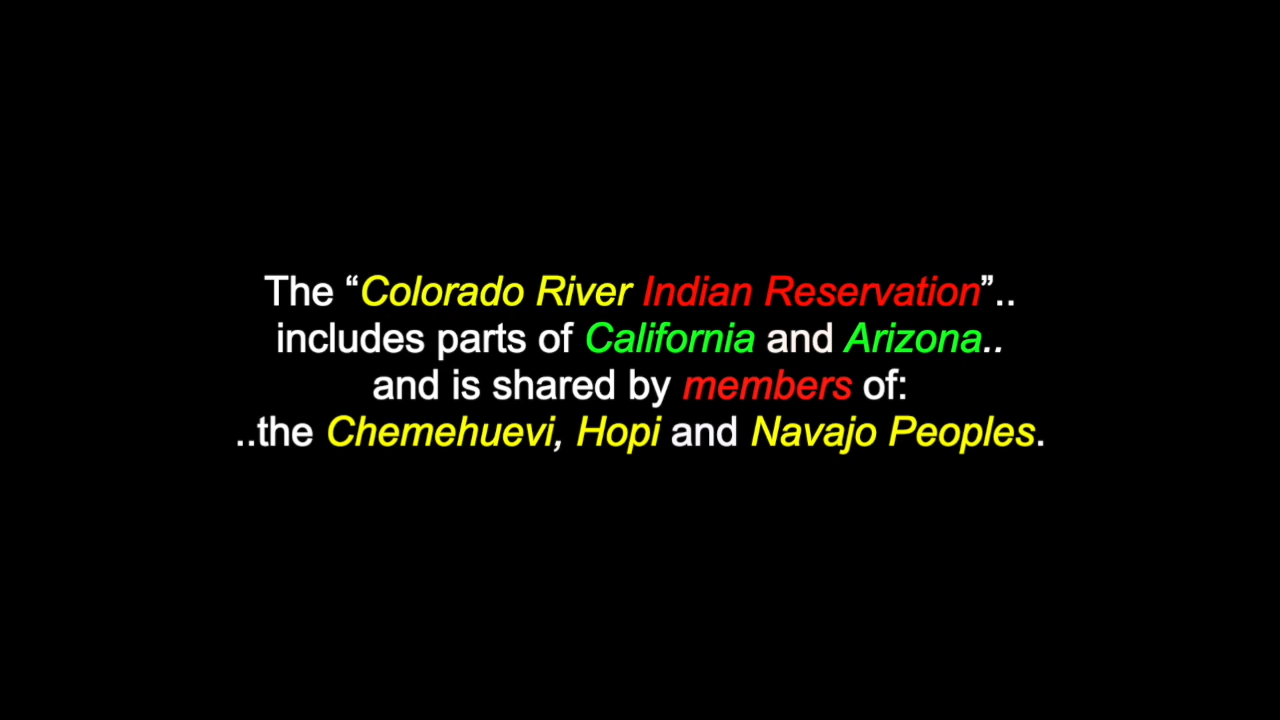 The “Colorado River Indian Reservation”..
includes parts of California and Arizona..
and is shared by members of:
..the Chemehuevi, Hopi and Navajo Peoples.